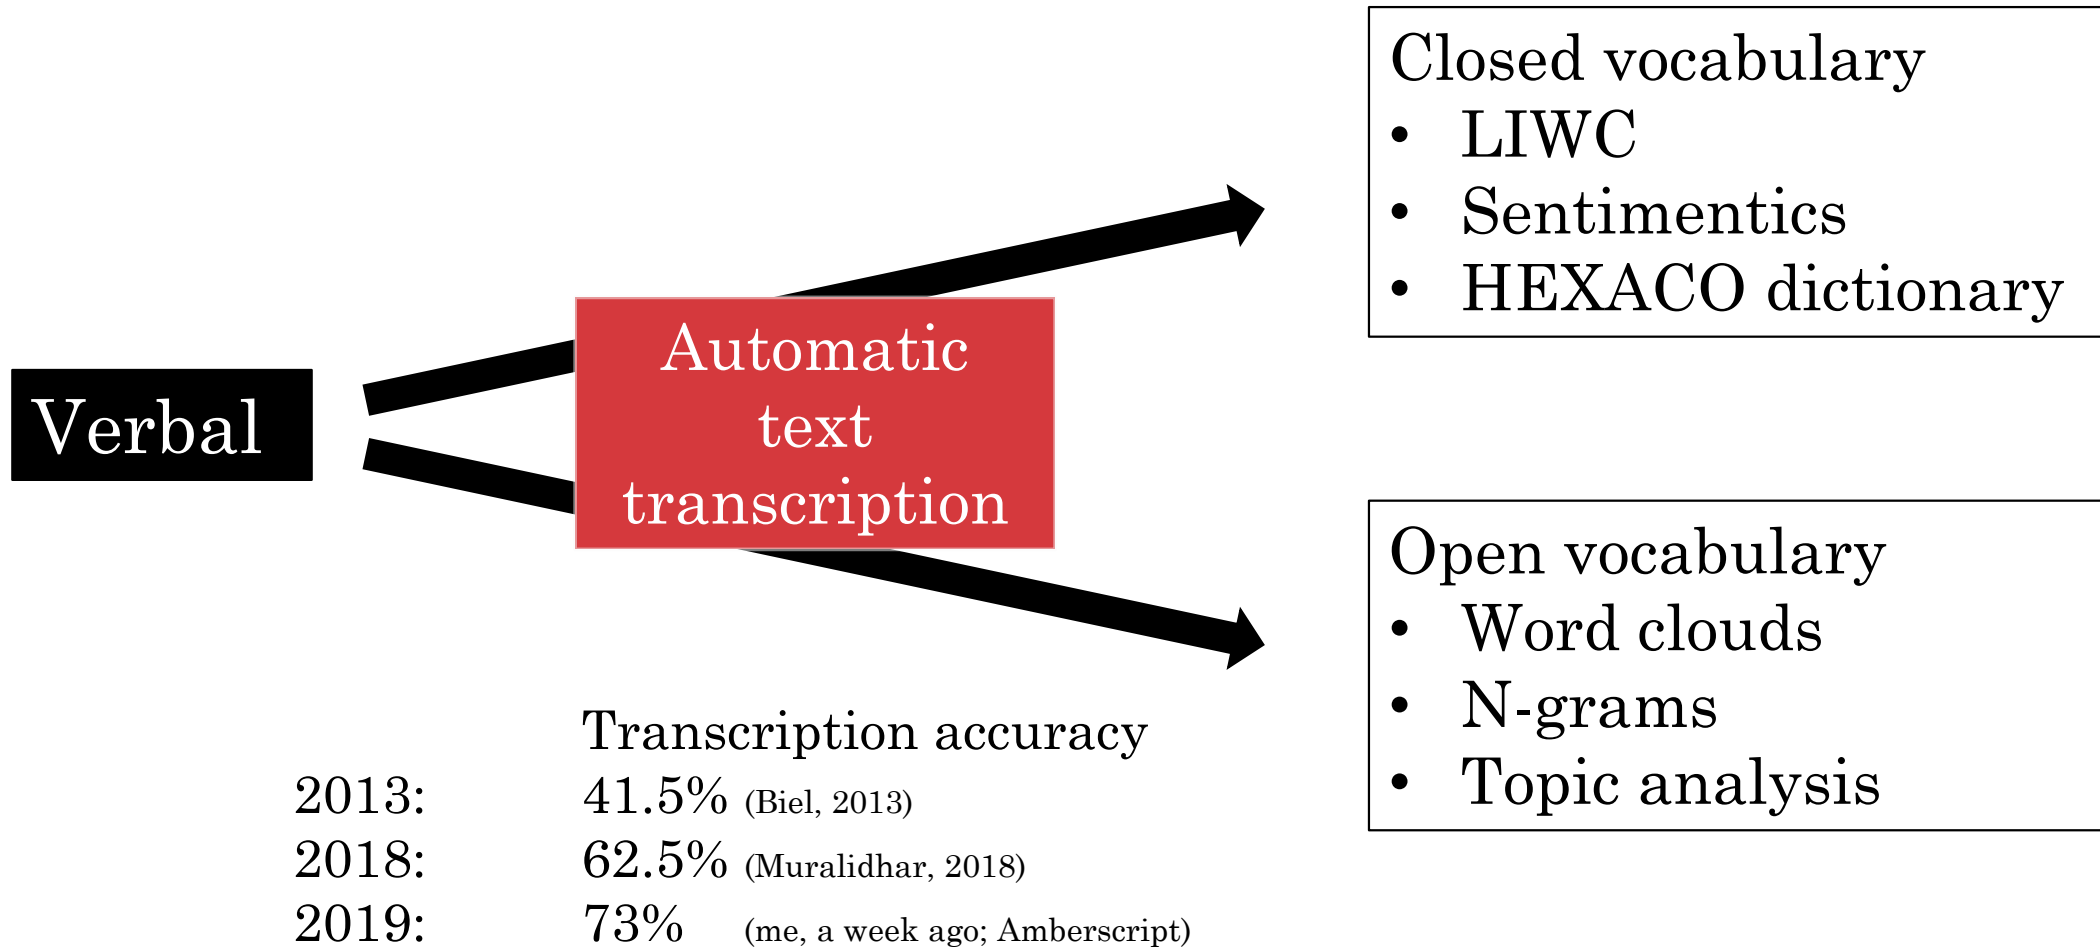 Verbal
Automatic
text
transcription
Closed vocabulary
• LIWC
• Sentimentics
• HEXACO dictionary
Open vocabulary
• Word clouds
• N-grams
• Topic analysis
Transcription accuracy
2013: 41.5% (Biel, 2013)
2018: 62.5% (Muralidhar, 2018)
2019: 73% (me, a week ago; Amberscript)